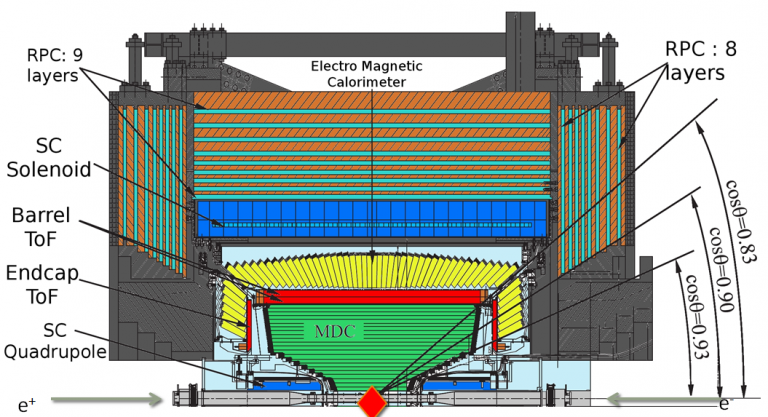 RPC: 9
layers
Electro Magnetic
Calorimeter
RPC : 8
layers
SC
Solenoid
Barrel
ToF
Endcap
ToF
SC
Quadrupole
MDC
cosθ=0.83
cosθ=0.90
cosθ=0.93
e+
e-